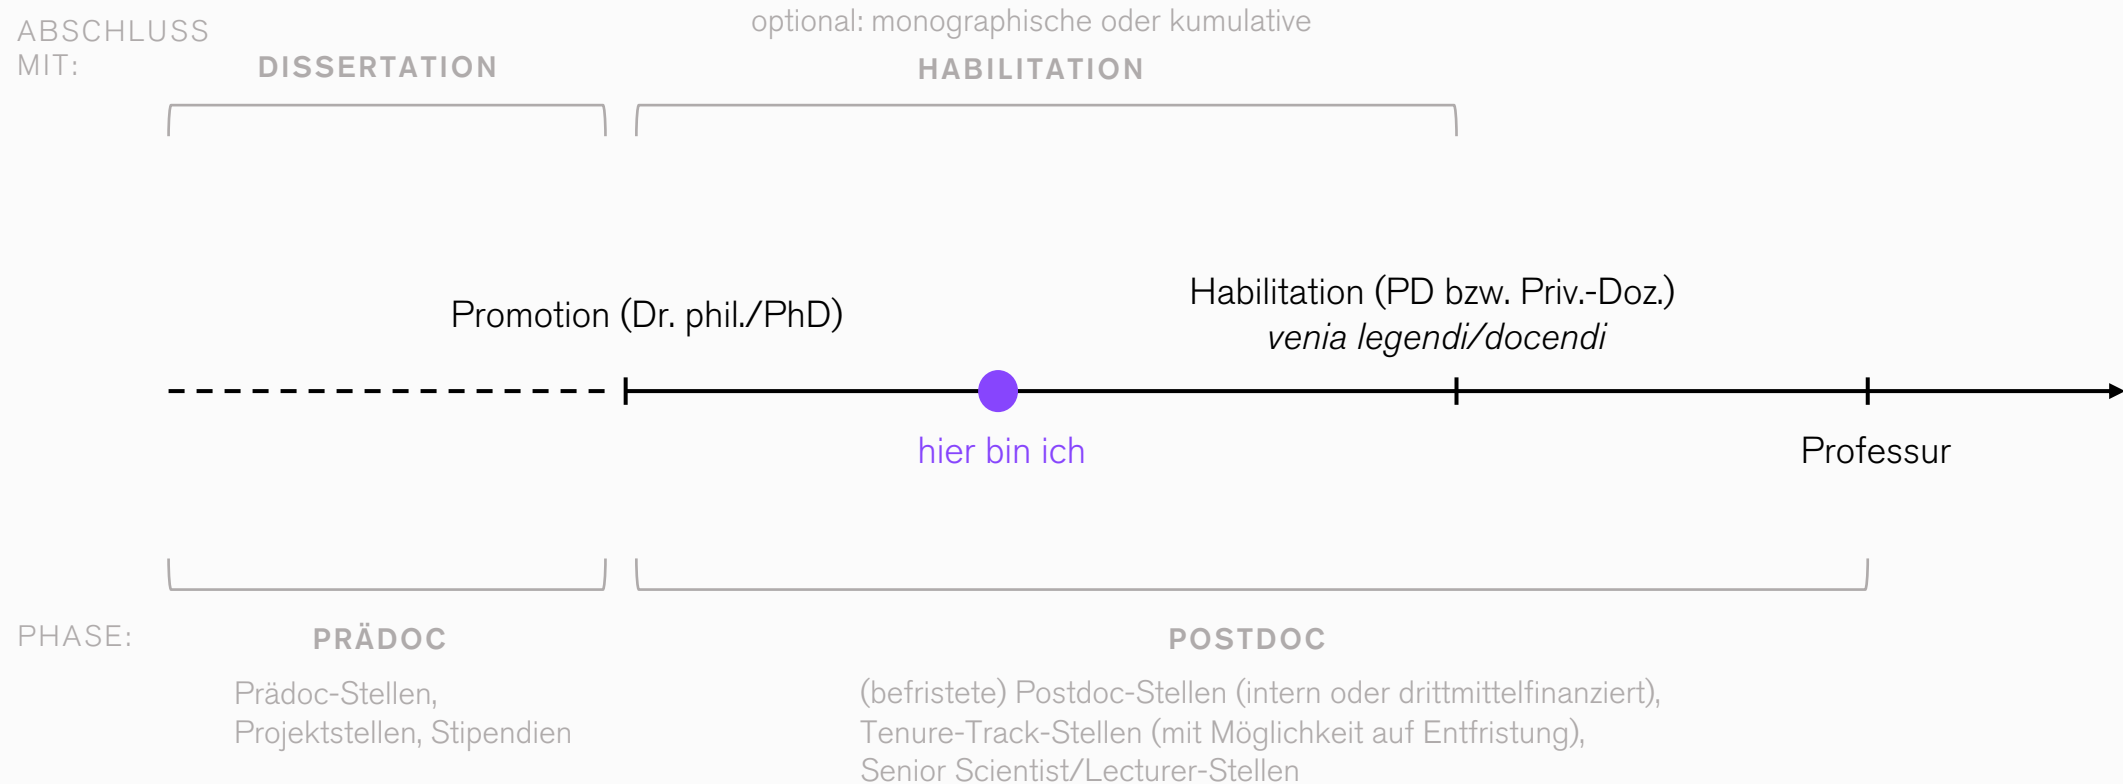 ABSCHLUSS
MIT:
DISSERTATION
optional: monographische oder kumulative
HABILITATION
Promotion (Dr. phil./PhD)
Habilitation (PD bzw. Priv.-Doz.)
venia legendi/docendi
hier bin ich
Professur
PHASE:
PRÄDOC
Prädoc-Stellen,
Projektstellen, Stipendien
POSTDOC
(befristete) Postdoc-Stellen (intern oder drittmittelfinanziert),
Tenure-Track-Stellen (mit Möglichkeit auf Entfristung),
Senior Scientist/Lecturer-Stellen